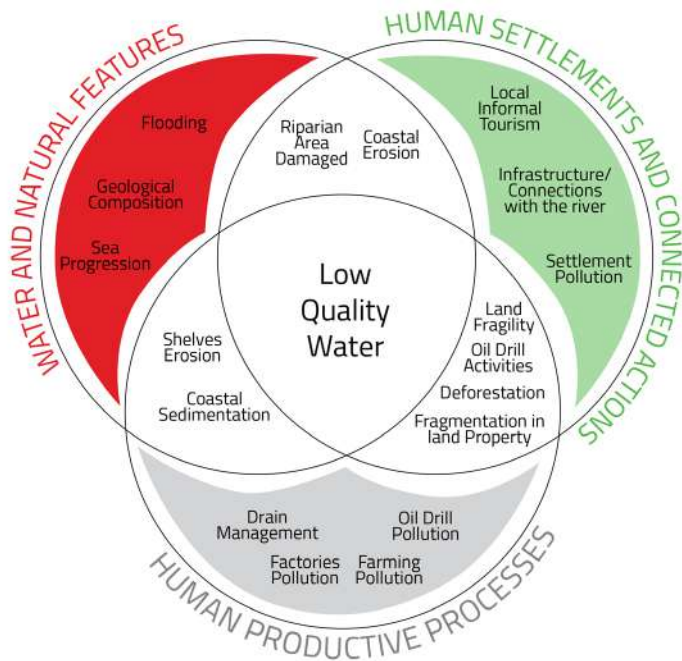 WATER AND NATURAL FEATURES
HUMAN SETTLEMENTS AND CONNECTED ACTIONS
Flooding
Geological
Composition
Sea
Progression
Riparian
Area
Damaged
Coastal
Erosion
Local
Informal
Tourism
Infrastructure/
Connections
with the river
Settlement
Pollution
Low
Quality
Water
Shelves
Erosion
Coastal
Sedimentation
Land
Fragility
Oil Drill
Activities
Deforestation
Fragmentation in
land Property
Drain
Management
Oil Drill
Pollution
Factories
Pollution
Farming
Pollution
HUMAN PRODUCTIVE PROCESSES